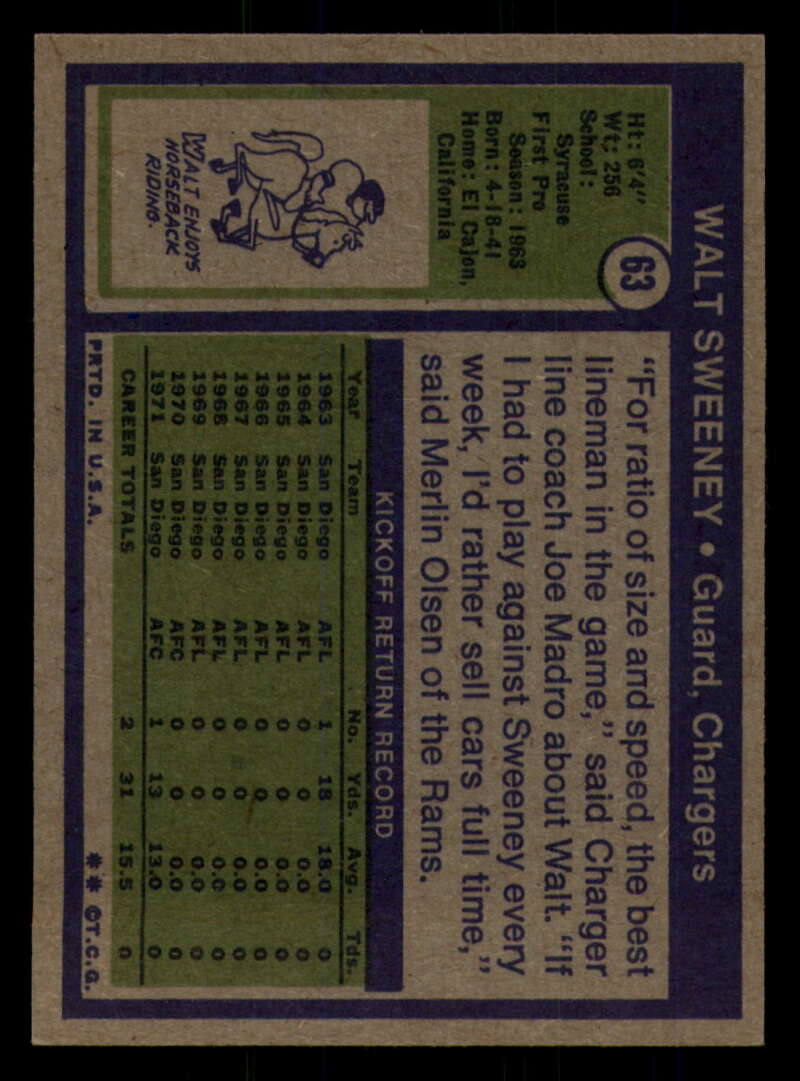 WALT SWEENEY • Guard, Chargers
63
Ht: 6'4"
Wt: 256
School:
Syracuse
First Pro
Season: 1963
Born: 4-18-41
Home: El Cajon,
California
WALT ENJOYS
HORSEBACK
RIDING.
"For ratio of size and speed, the best
lineman in the game," said Charger
line coach Joe Madro about Walt. "If
I had to play against Sweeney every
week, I'd rather sell cars full time,"
said Merlin Olsen of the Rams.
KICKOFF RETURN RECORD
Year Team No. Yds. Avg. Tds.
1963 San Diego AFL 1 18 18.0 0
1964 San Diego AFL 0 0 0.0 0
1965 San Diego AFL 0 0 0.0 0
1966 San Diego AFL 0 0 0.0 0
1967 San Diego AFL 0 0 0.0 0
1968 San Diego AFL 0 0 0.0 0
1969 San Diego AFL 0 0 0.0 0
1970 San Diego AFC 0 0 0.0 0
1971 San Diego AFC 1 13 13.0 0
CAREER TOTALS 2 31 15.5 0
PRTD. IN U.S.A. ** ©T.C.G.